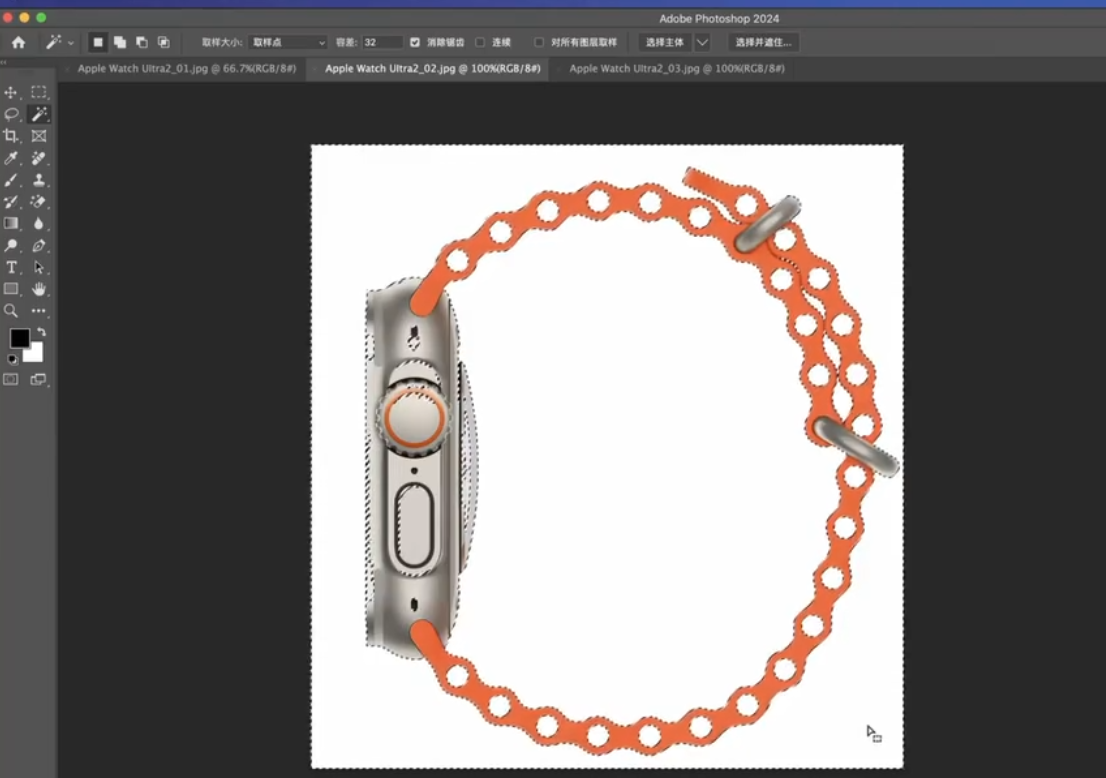 Adobe Photoshop 2024
取样大小: 取样点 容差: 32 消除锯齿 连续 对所有图层取样 选择主体 选择并遮住...
Apple Watch Ultra2_01.jpg @ 66.7%(RGB/8#) Apple Watch Ultra2_02.jpg @ 100%(RGB/8#) Apple Watch Ultra2_03.jpg @ 100%(RGB/8#)